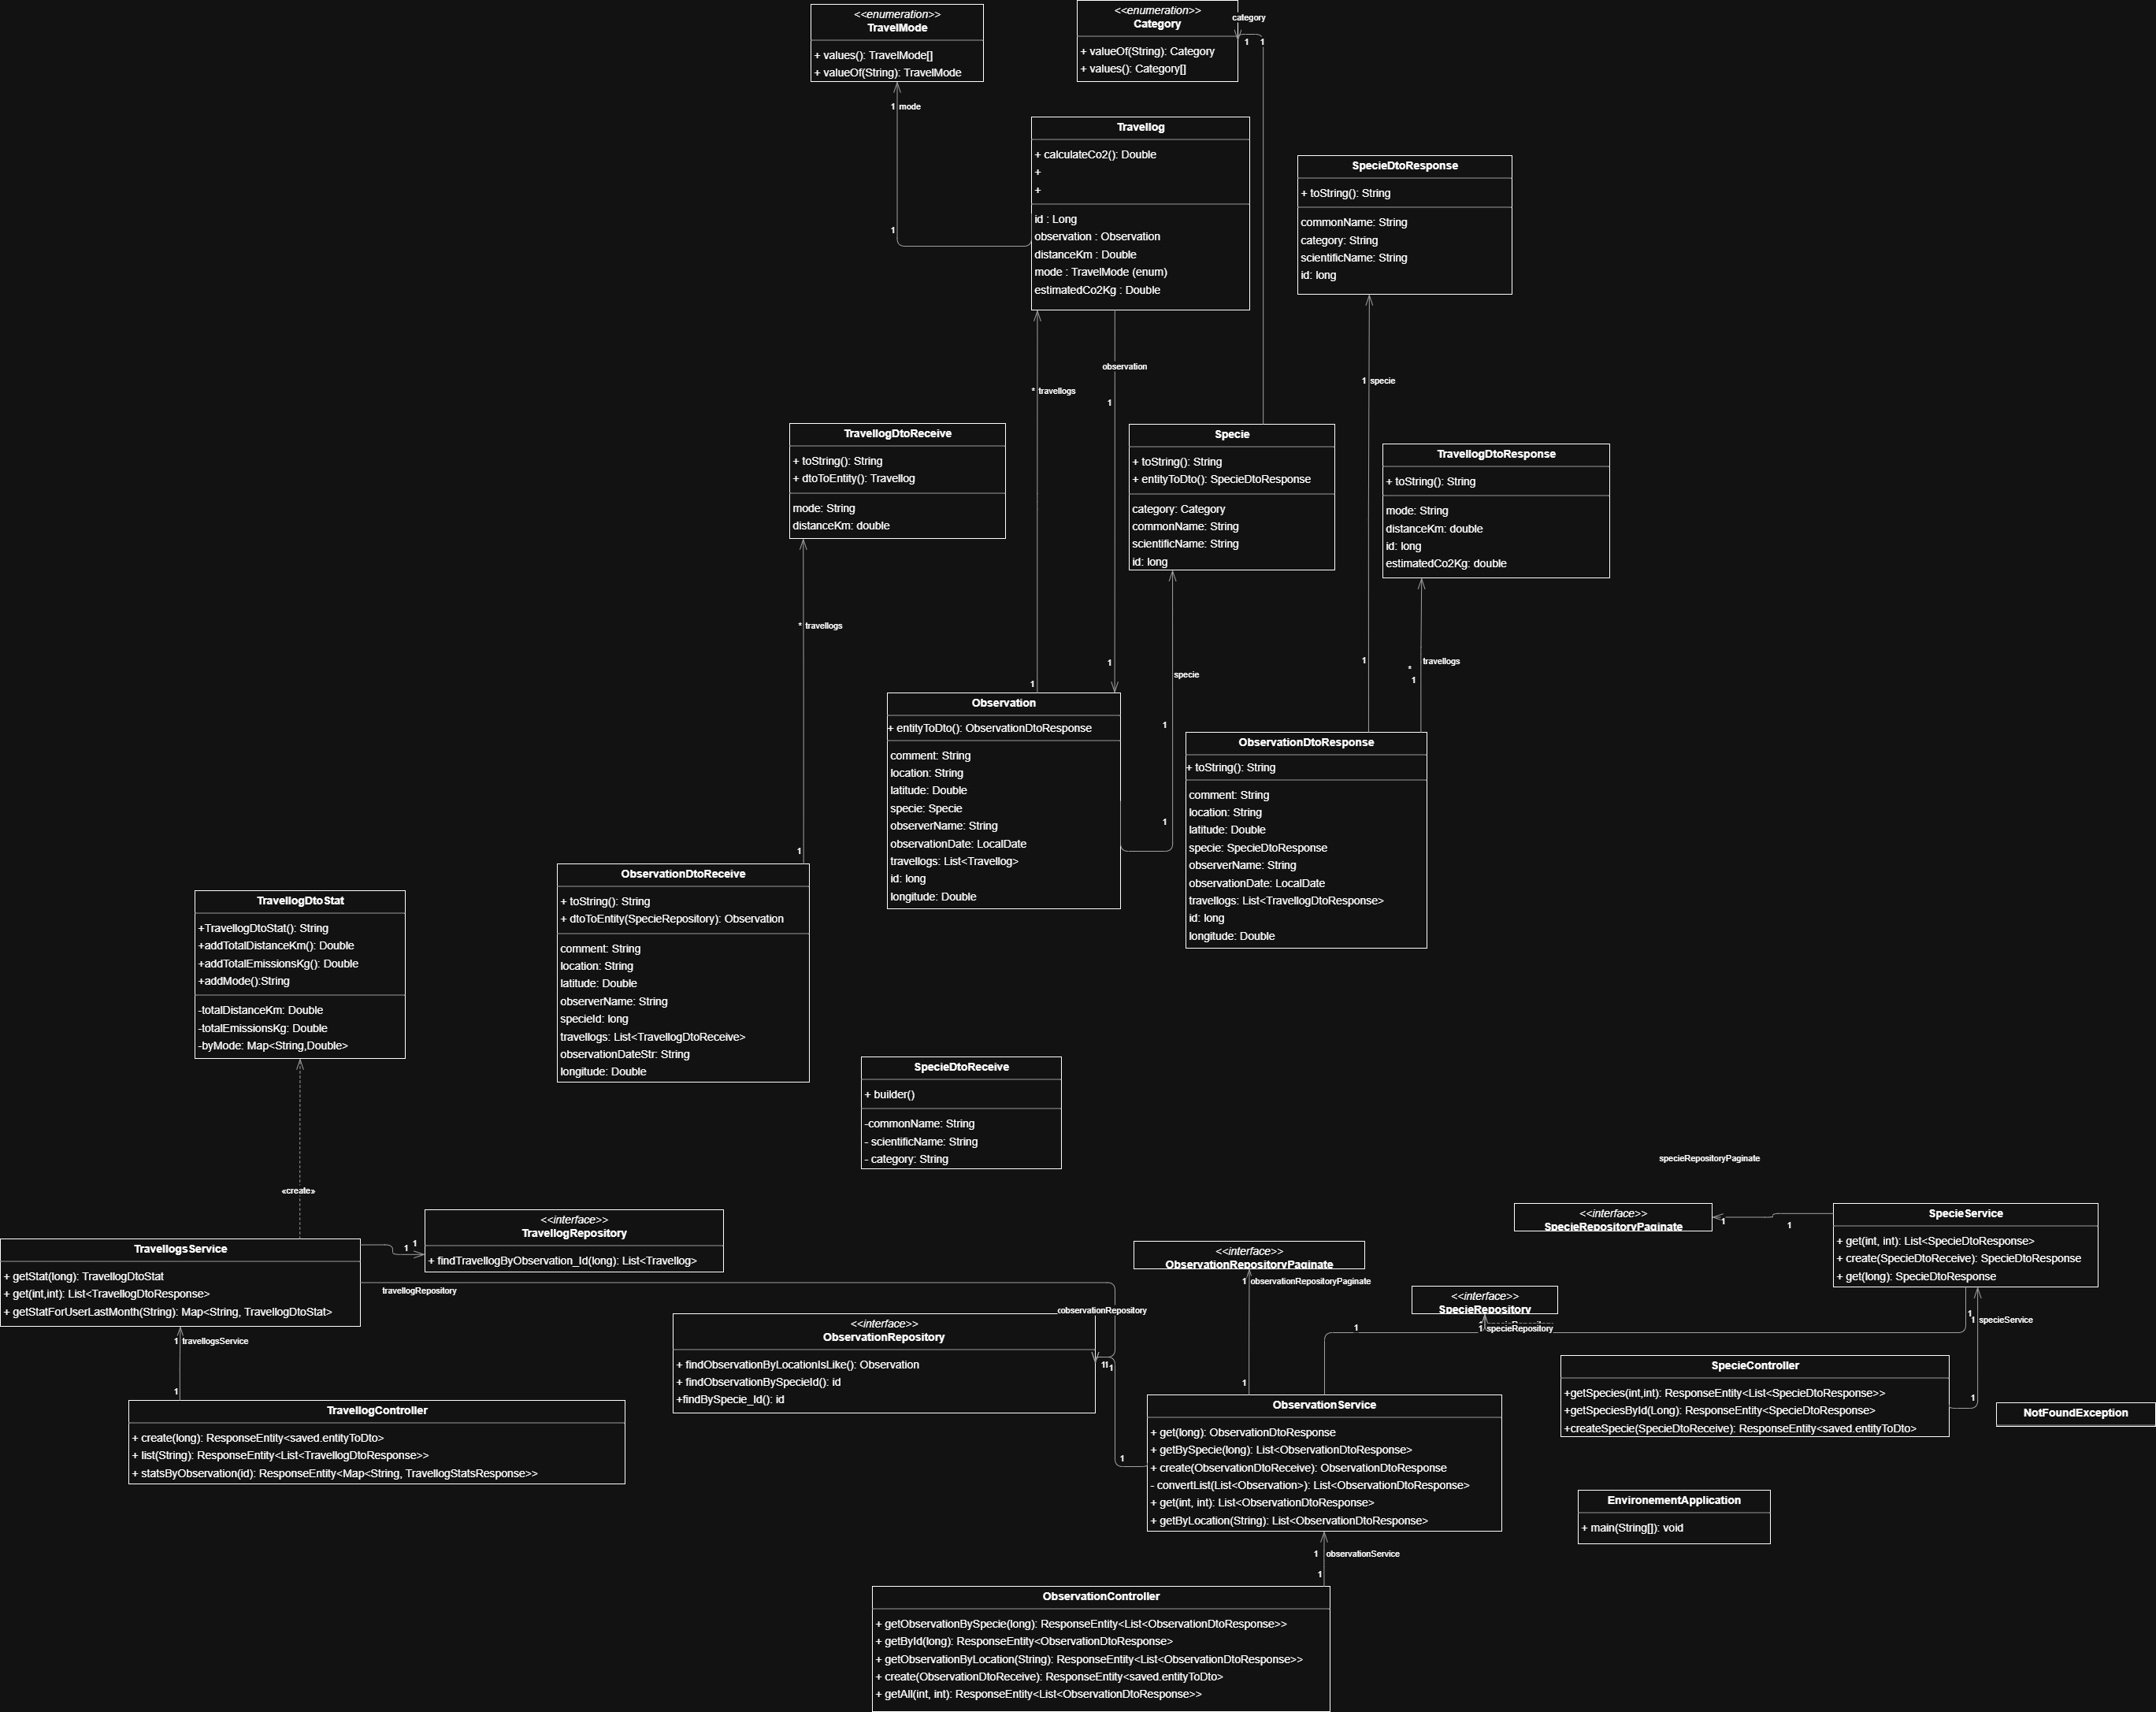 <<enumeration>>
TravelMode
+ values(): TravelMode[]
+ valueOf(String): TravelMode
<<enumeration>>
Category
+ valueOf(String): Category
+ values(): Category[]
category
1
1
1
mode
1
Travellog
+ calculateCo2(): Double
+
+
id : Long
observation : Observation
distanceKm : Double
mode : TravelMode (enum)
estimatedCo2Kg : Double
SpecieDtoResponse
+ toString(): String
commonName: String
category: String
scientificName: String
id: long
observation
1
* travellogs
1 specie
TravellogDtoReceive
+ toString(): String
+ dtoToEntity(): Travellog
mode: String
distanceKm: double
Specie
+ toString(): String
+ entityToDto(): SpecieDtoResponse
category: Category
commonName: String
scientificName: String
id: long
TravellogDtoResponse
+ toString(): String
mode: String
distanceKm: double
id: long
estimatedCo2Kg: double
* travellogs
1
1
specie
1
1
1
1
* travellogs
1
Observation
+ entityToDto(): ObservationDtoResponse
comment: String
location: String
latitude: Double
specie: Specie
observerName: String
observationDate: LocalDate
travellogs: List<Travellog>
id: long
longitude: Double
ObservationDtoResponse
+ toString(): String
comment: String
location: String
latitude: Double
specie: SpecieDtoResponse
observerName: String
observationDate: LocalDate
travellogs: List<TravellogDtoResponse>
id: long
longitude: Double
1
ObservationDtoReceive
+ toString(): String
+ dtoToEntity(SpecieRepository): Observation
comment: String
location: String
latitude: Double
observerName: String
specieId: long
travellogs: List<TravellogDtoReceive>
observationDateStr: String
longitude: Double
TravellogDtoStat
+TravellogDtoStat(): String
+addTotalDistanceKm(): Double
+addTotalEmissionsKg(): Double
+addMode():String
-totalDistanceKm: Double
-totalEmissionsKg: Double
-byMode: Map<String,Double>
SpecieDtoReceive
+ builder()
-commonName: String
- scientificName: String
- category: String
«create»
specieRepositoryPaginate
<<interface>>
TravellogRepository
+ findTravellogByObservation_Id(long): List<Travellog>
1
1
TravellogsService
+ getStat(long): TravellogDtoStat
+ get(int,int): List<TravellogDtoResponse>
+ getStatForUserLastMonth(String): Map<String, TravellogDtoStat>
travellogRepository
<<interface>>
SpecieRepositoryPaginate
1
1
SpecieService
+ get(int, int): List<SpecieDtoResponse>
+ create(SpecieDtoReceive): SpecieDtoResponse
+ get(long): SpecieDtoResponse
<<interface>>
ObservationRepositoryPaginate
1 observationRepositoryPaginate
<<interface>>
SpecieRepository
1
1 specieRepository
1
1 specieService
observationRepository
<<interface>>
ObservationRepository
+ findObservationByLocationIsLike(): Observation
+ findObservationBySpecieId(): id
+findBySpecie_Id(): id
1
1
1
1 travellogsService
1
TravellogController
+ create(long): ResponseEntity<saved.entityToDto>
+ list(String): ResponseEntity<List<TravellogDtoResponse>>
+ statsByObservation(id): ResponseEntity<Map<String, TravellogStatsResponse>>
SpecieController
+getSpecies(int,int): ResponseEntity<List<SpecieDtoResponse>>
+getSpeciesById(Long): ResponseEntity<SpecieDtoResponse>
+createSpecie(SpecieDtoReceive): ResponseEntity<saved.entityToDto>
1
NotFoundException
1
1
ObservationService
+ get(long): ObservationDtoResponse
+ getBySpecie(long): List<ObservationDtoResponse>
+ create(ObservationDtoReceive): ObservationDtoResponse
- convertList(List<Observation>): List<ObservationDtoResponse>
+ get(int, int): List<ObservationDtoResponse>
+ getByLocation(String): List<ObservationDtoResponse>
EnvironementApplication
+ main(String[]): void
1 observationService
1
ObservationController
+ getObservationBySpecie(long): ResponseEntity<List<ObservationDtoResponse>>
+ getById(long): ResponseEntity<ObservationDtoResponse>
+ getObservationByLocation(String): ResponseEntity<List<ObservationDtoResponse>>
+ create(ObservationDtoReceive): ResponseEntity<saved.entityToDto>
+ getAll(int, int): ResponseEntity<List<ObservationDtoResponse>>